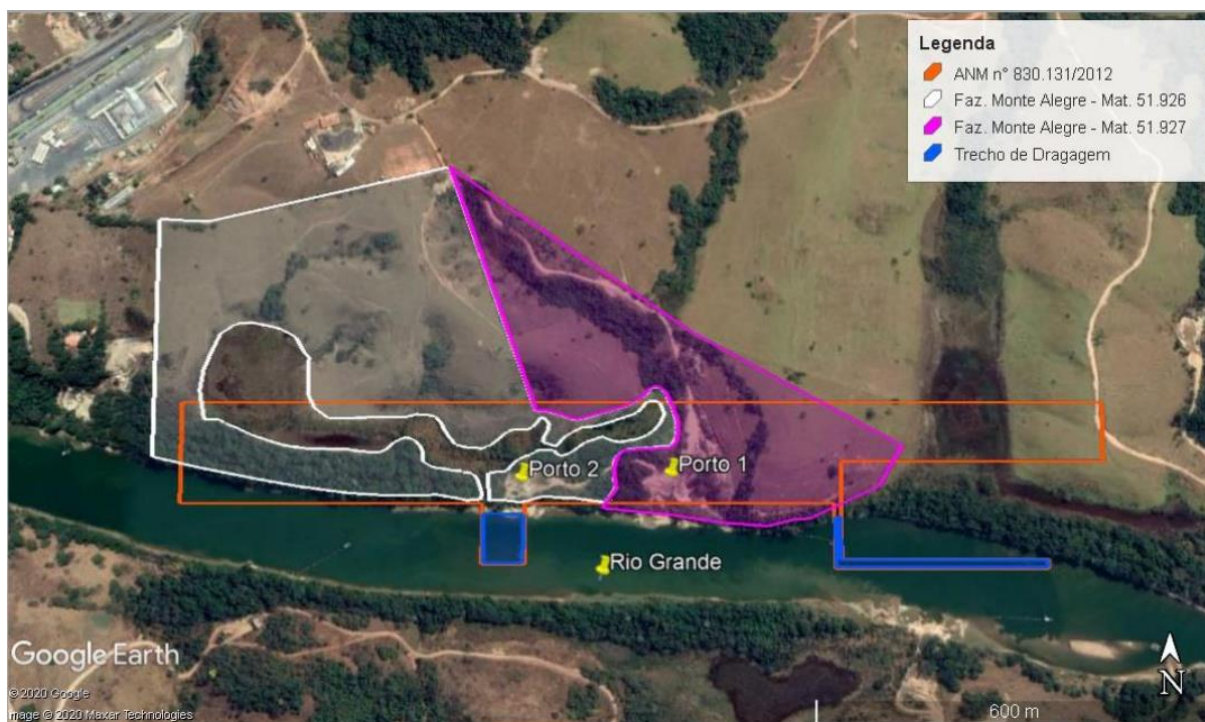 Legenda
ANM n° 830.131/2012
Faz. Monte Alegre - Mat. 51.926
Faz. Monte Alegre - Mat. 51.927
Trecho de Dragagem
Porto 2
Porto 1
Rio Grande
Google Earth
© 2020 Google
mage © 2020 Maxar Technologies
600 m
N